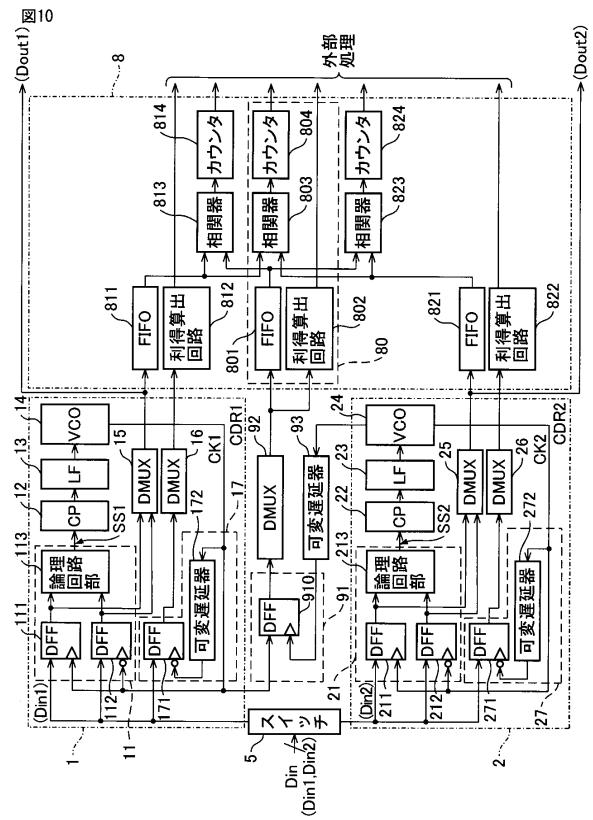 図10
(Dout1)
外部
処理
(Dout2)
8
814
カウンタ
804
カウンタ
824
カウンタ
813
相関器
803
相関器
823
相関器
811
FIFO
812
利得算出
回路
801
FIFO
802
利得算出
回路
80
821
FIFO
822
利得算出
回路
14
VCO
13
LF
12
CP
SS1
15
DMUX
16
DMUX
CK1
CDR1
113
論理回路
部
111
DFF
112
DFF
171
DFF
172
可変遅延器
17
(Din1)
1
11
92
DMUX
93
可変遅延器
DFF
910
91
24
VCO
23
LF
22
CP
SS2
25
DMUX
26
DMUX
CK2
CDR2
213
論理回路
部
211
DFF
212
DFF
271
DFF
272
可変遅延器
27
(Din2)
21
2
5
スイッチ
Din
(Din1,Din2)